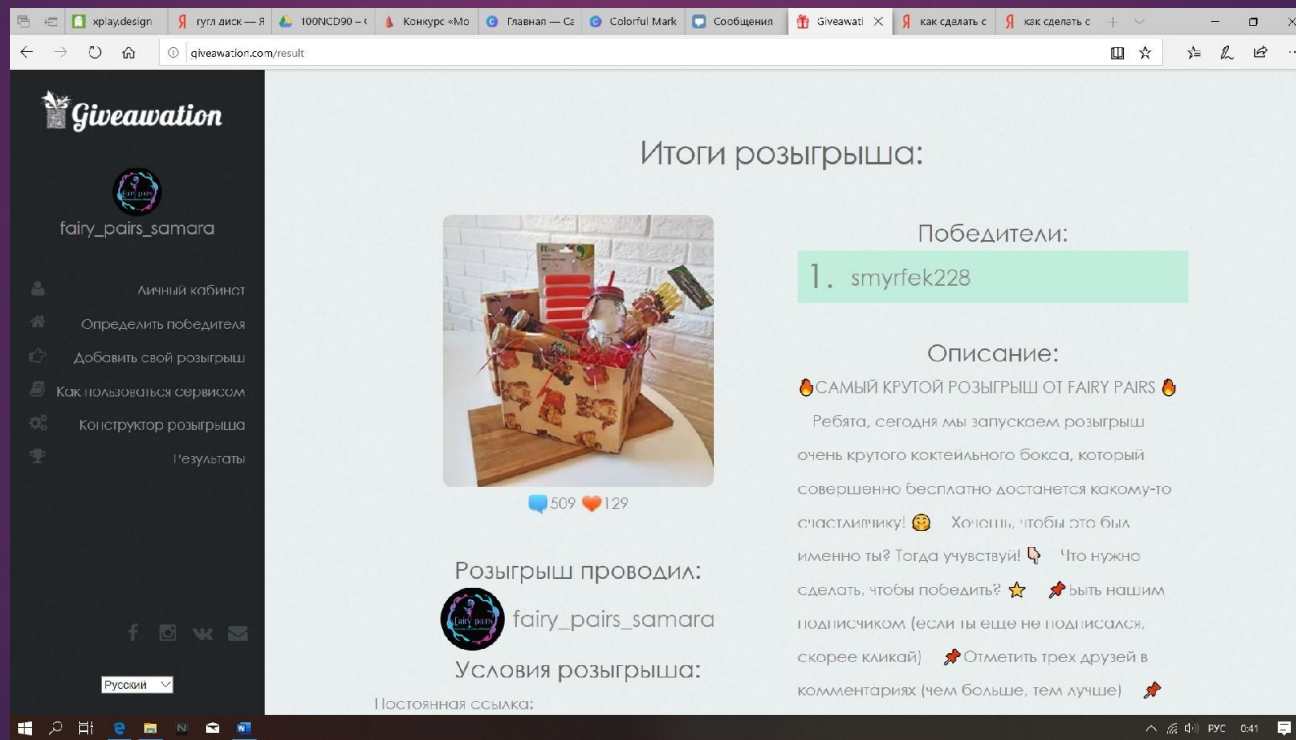 xplay.design
гугл диск — Я
100NCD90 – (
Конкурс «Мо
Главная — Ca
Colorful Mark
Сообщения
Giveawati
как сделать с
как сделать с
giveawation.com/result
Giveawation
fairy_pairs_samara
Личный кабинет
Определить победителя
Добавить свой розыгрыш
Как пользоваться сервисом
Конструктор розыгрыша
Результаты
Русский
Итоги розыгрыша:
509 129
Розыгрыш проводил:
fairy pairs
fairy_pairs_samara
Условия розыгрыша:
Постоянная ссылка:
Победители:
1. smyrfek228
Описание:
🔥САМЫЙ КРУТОЙ РОЗЫГРЫШ ОТ FAIRY PAIRS 🔥
Ребята, сегодня мы запускаем розыгрыш
очень крутого коктейльного бокса, который
совершенно бесплатно достанется какому-то
счастливчику! 🤗 Хочешь, чтобы это был
именно ты? Тогда учувствуй! 👇🏻 Что нужно
сделать, чтобы победить? ⭐ 📌Быть нашим
подписчиком (если ты еще не подписался,
скорее кликай) 📌Отметить трех друзей в
комментариях (чем больше, тем лучше) 📌
РУС 0:41